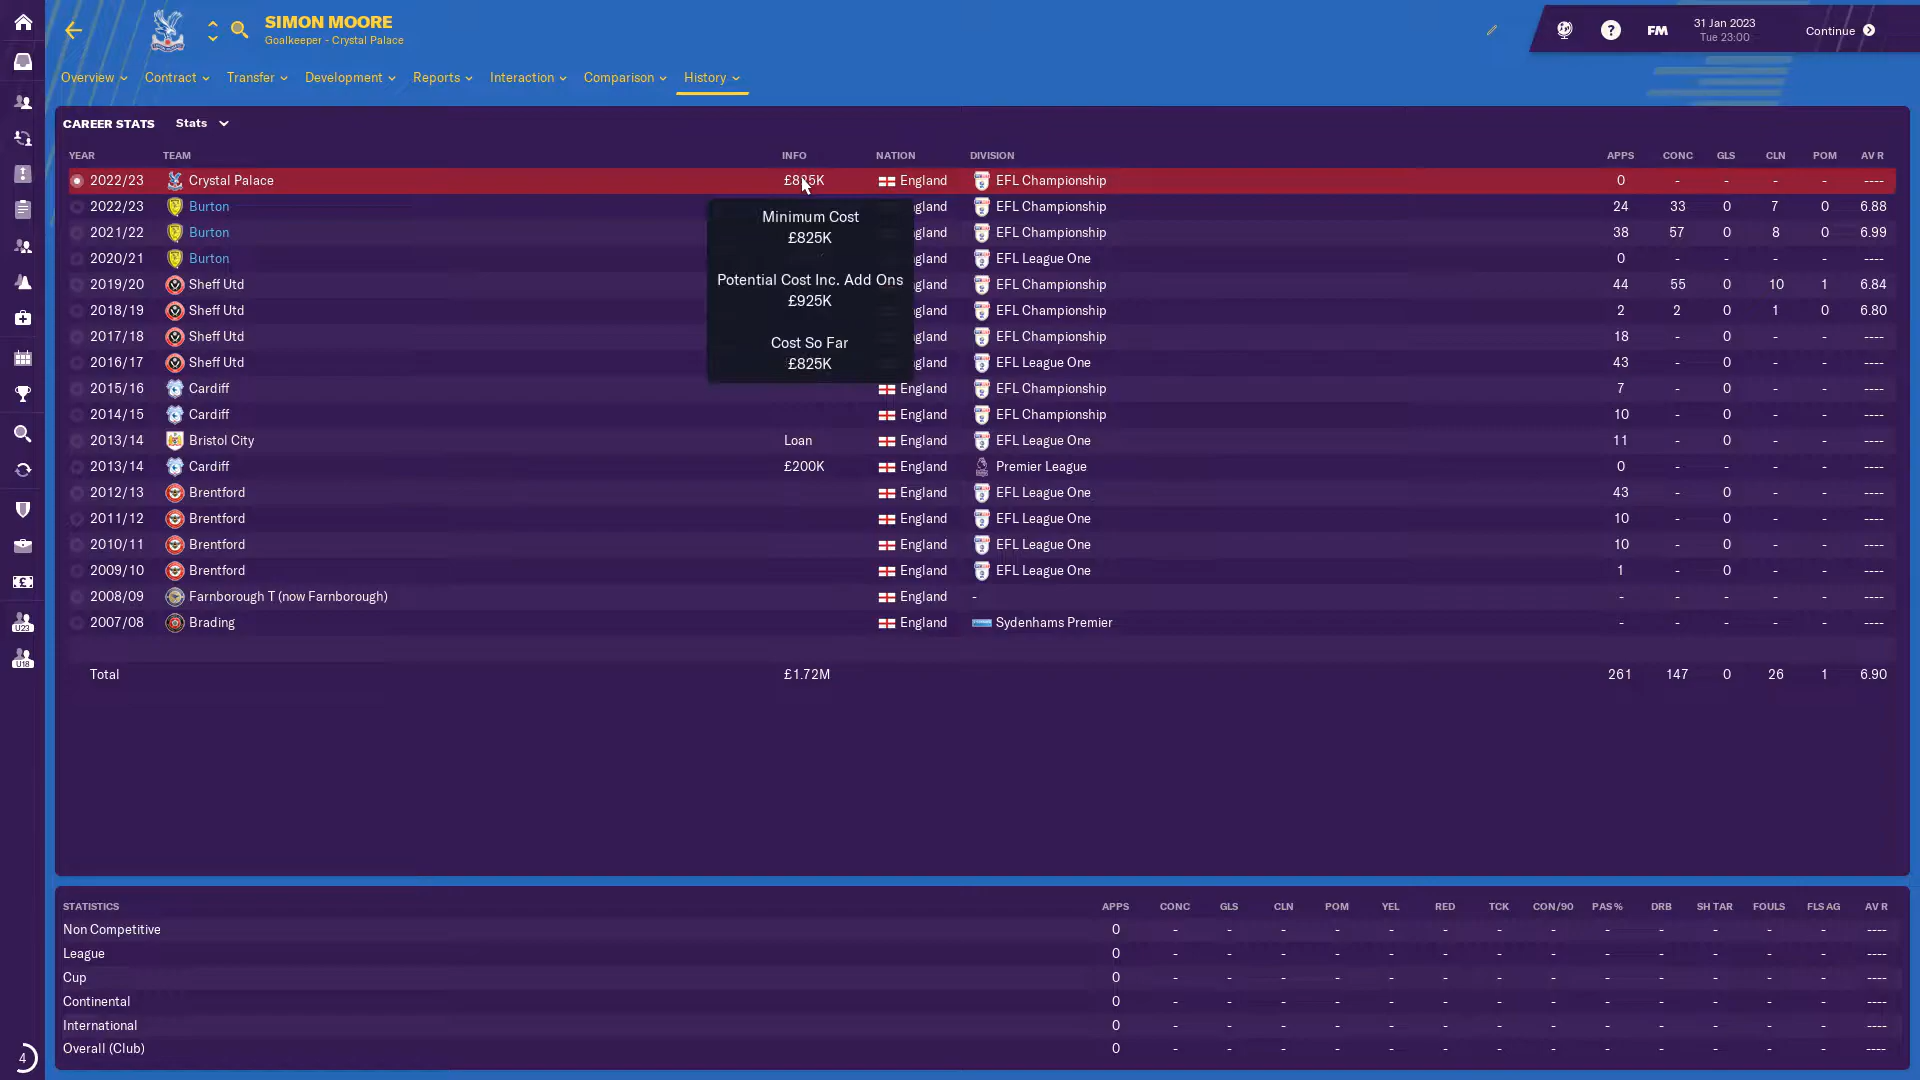 SIMON MOORE
Goalkeeper - Crystal Palace
FM
31 Jan 2023
Tue 23:00
Continue
Overview
Contract
Transfer
Development
Reports
Interaction
Comparison
History
CAREER STATS Stats
YEAR TEAM INFO NATION DIVISION APPS CONC GLS CLN POM AV R
2022/23 Crystal Palace England EFL Championship 0 - - - - ----
2022/23 Burton gland EFL Championship 24 33 0 7 0 6.88
2021/22 Burton gland EFL Championship 38 57 0 8 0 6.99
2020/21 Burton gland EFL League One 0 - - - - ----
2019/20 Sheff Utd gland EFL Championship 44 55 0 10 1 6.84
2018/19 Sheff Utd gland EFL Championship 2 2 0 1 0 6.80
2017/18 Sheff Utd gland EFL Championship 18 - 0 - - ----
2016/17 Sheff Utd gland EFL League One 43 - 0 - - ----
2015/16 Cardiff England EFL Championship 7 - 0 - - ----
2014/15 Cardiff England EFL Championship 10 - 0 - - ----
2013/14 Bristol City Loan England EFL League One 11 - 0 - - ----
2013/14 Cardiff £200K England Premier League 0 - - - - ----
2012/13 Brentford England EFL League One 43 - 0 - - ----
2011/12 Brentford England EFL League One 10 - 0 - - ----
2010/11 Brentford England EFL League One 10 - 0 - - ----
2009/10 Brentford England EFL League One 1 - 0 - - ----
2008/09 Farnborough T (now Farnborough) England - - - - - - ----
2007/08 Brading England Sydenhams Premier - - - - - ----
Total £1.72M 261 147 0 26 1 6.90
Minimum Cost
£825K
Potential Cost Inc. Add Ons
£925K
Cost So Far
£825K
STATISTICS APPS CONC GLS CLN POM YEL RED TCK CON/90 PAS % DRB SH TAR FOULS FLS AG AV R
Non Competitive 0 - - - - - - - - - - - - - ----
League 0 - - - - - - - - - - - - - ----
Cup 0 - - - - - - - - - - - - - ----
Continental 0 - - - - - - - - - - - - - ----
International 0 - - - - - - - - - - - - - ----
Overall (Club) 0 - - - - - - - - - - - - - ----
U23
U18
4